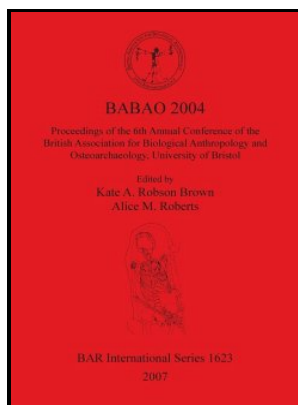 BABAO 2004
Proceedings of the 6th Annual Conference of the
British Association for Biological Anthropology and
Osteoarchaeology, University of Bristol
Edited by
Kate A. Robson Brown
Alice M. Roberts
BAR International Series 1623
2007